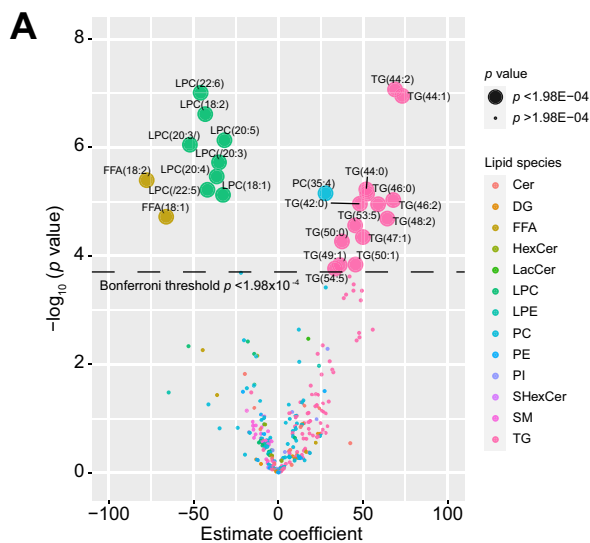 A
8
6
4
2
0
−log10 (p value)
−100
−50
0
50
100
Estimate coefficient
LPC(22:6)
LPC(18:2)
LPC(20:3/)
LPC(20:5)
LPC(/20:3)
LPC(20:4)
LPC(/22:5)
LPC(18:1)
FFA(18:2)
FFA(18:1)
TG(44:2)
TG(44:1)
TG(44:0)
PC(35:4)
TG(46:0)
TG(42:0)
TG(46:2)
TG(53:5)
TG(48:2)
TG(50:0)
TG(47:1)
TG(49:1)
TG(50:1)
TG(54:5)
Bonferroni threshold p <1.98x10-4
p value
p <1.98E−04
p >1.98E−04
Lipid species
Cer
DG
FFA
HexCer
LacCer
LPC
LPE
PC
PE
PI
SHexCer
SM
TG